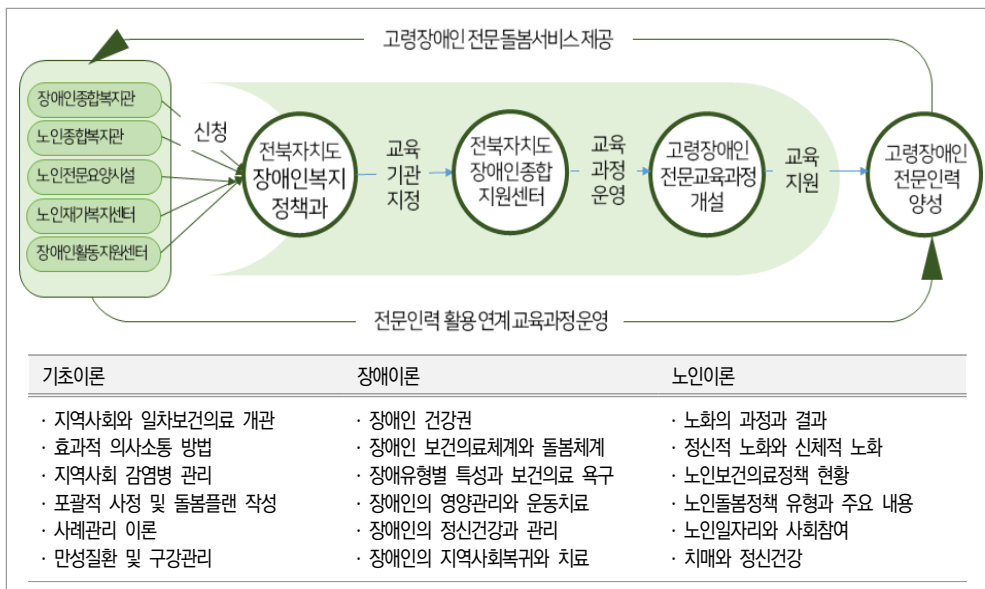 고령장애인 전문돌봄서비스 제공
장애인종합복지관
노인종합복지관
노인전문요양시설
노인재가복지센터
장애인활동지원센터
신청
전북자치도
장애인복지
정책과
교육
기관
지정
전북자치도
장애인종합
지원센터
교육
과정
운영
고령장애인
전문교육과정
개설
교육
지원
고령장애인
전문인력
양성
전문인력 활용 연계 교육과정 운영
기초이론 장애이론 노인이론
· 지역사회와 일차보건의료 개관 · 장애인 건강권 · 노화의 과정과 결과
· 효과적 의사소통 방법 · 장애인 보건의료체계와 돌봄체계 · 정신적 노화와 신체적 노화
· 지역사회 감염병 관리 · 장애유형별 특성과 보건의료 욕구 · 노인보건의료정책 현황
· 포괄적 사정 및 돌봄플랜 작성 · 장애인의 영양관리와 운동치료 · 노인돌봄정책 유형과 주요 내용
· 사례관리 이론 · 장애인의 정신건강과 관리 · 노인일자리와 사회참여
· 만성질환 및 구강관리 · 장애인의 지역사회복귀와 치료 · 치매와 정신건강